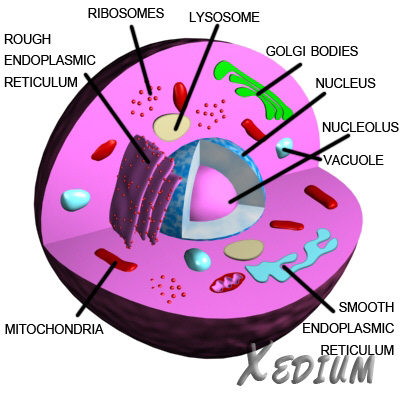 RIBOSOMES
LYSOSOME
ROUGH
ENDOPLASMIC
RETICULUM
GOLGI BODIES
NUCLEUS
NUCLEOLUS
VACUOLE
MITOCHONDRIA
SMOOTH
ENDOPLASMIC
RETICULUM
XEDIUM